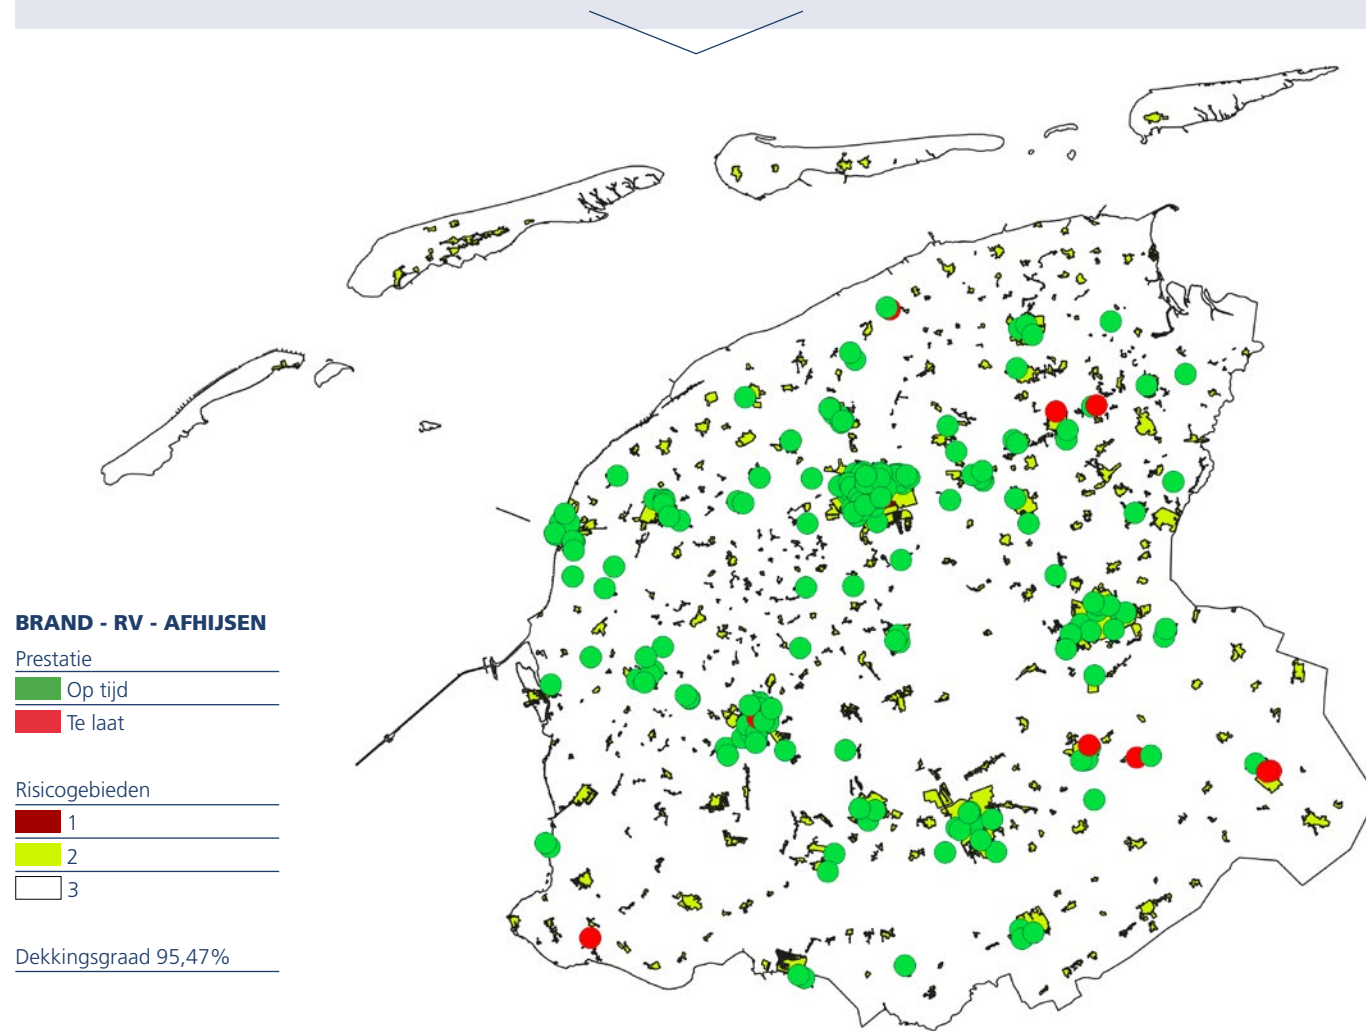 BRAND - RV - AFHIJSEN
Prestatie
Op tijd
Te laat
Risicogebieden
1
2
3
Dekkingsgraad 95,47%